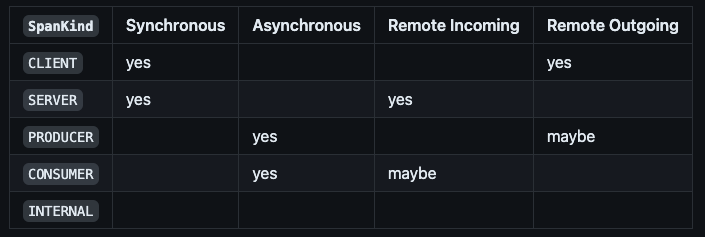 SpanKind Synchronous Asynchronous Remote Incoming Remote Outgoing
CLIENT yes yes
SERVER yes yes
PRODUCER yes maybe
CONSUMER yes maybe
INTERNAL